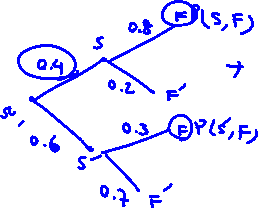 0.8 F P(S, F)
S
0.4
0.2 F'
0.3 F P(S', F)
0.6
S'
0.7 F'